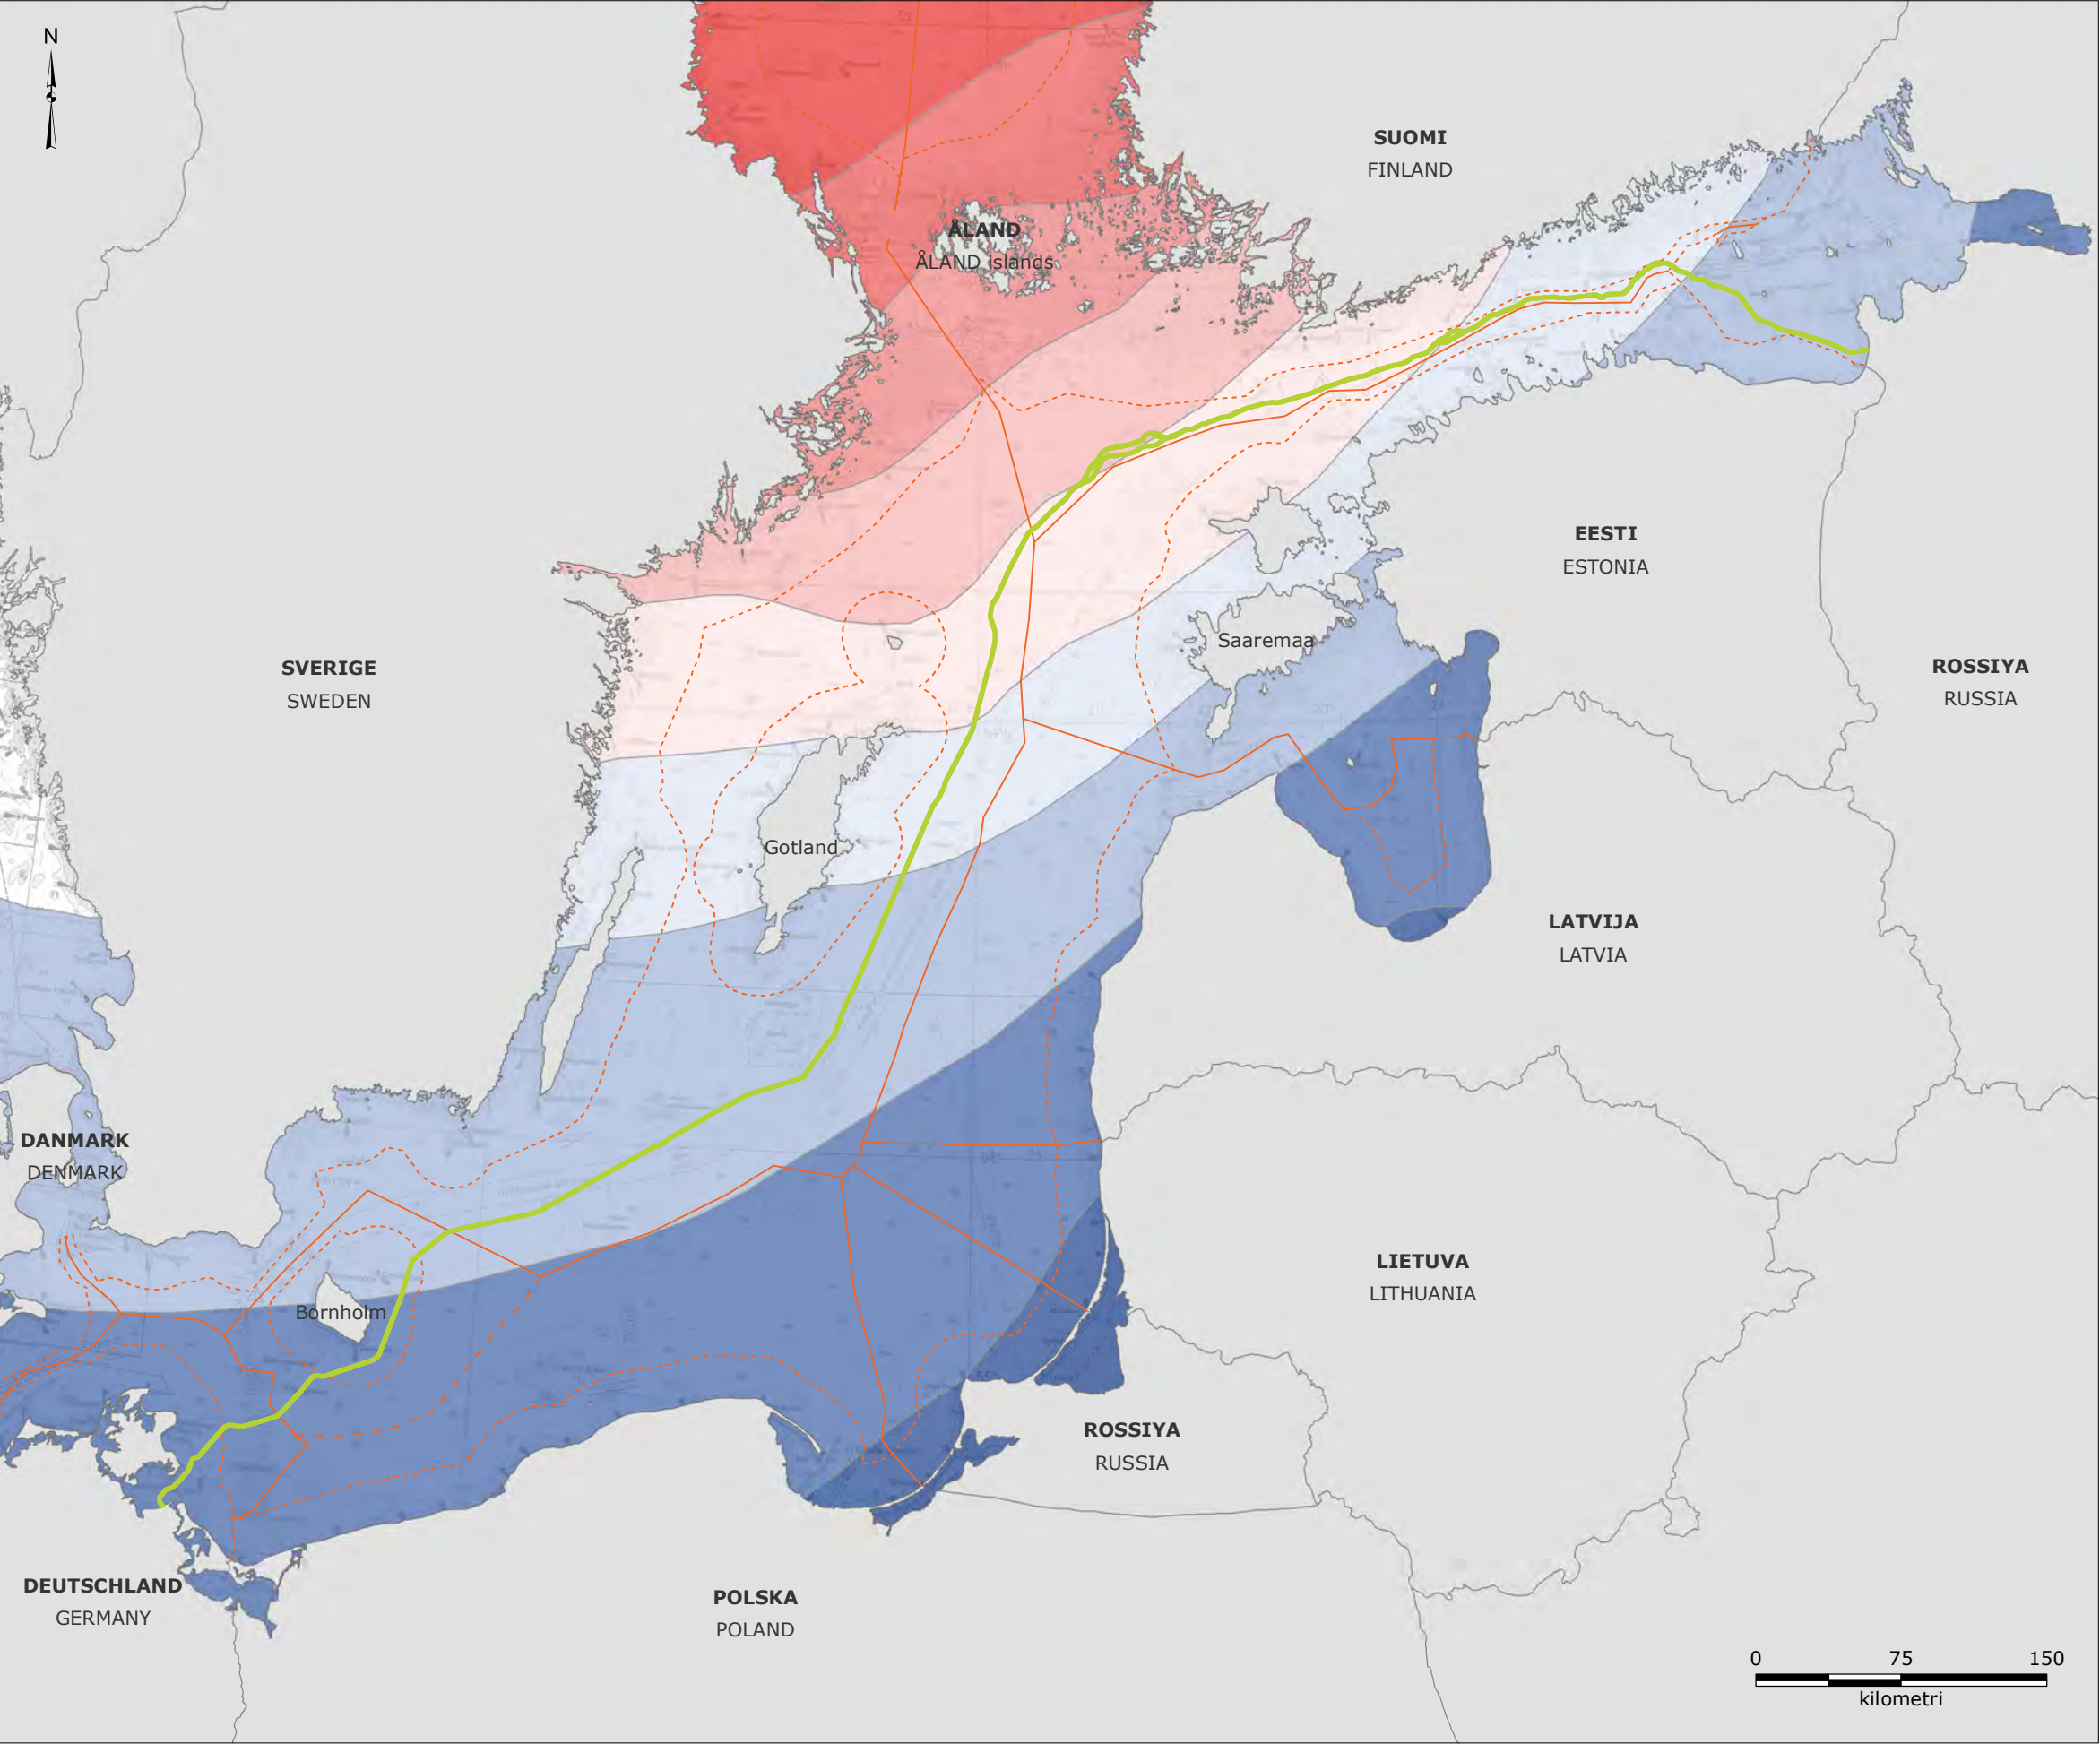 N
SUOMI
FINLAND
ÅLAND
ÅLAND islands
EESTI
ESTONIA
Saaremaa
SVERIGE
SWEDEN
ROSSIYA
RUSSIA
Gotland
LATVIJA
LATVIA
DANMARK
DENMARK
LIETUVA
LITHUANIA
Bornholm
ROSSIYA
RUSSIA
DEUTSCHLAND
GERMANY
POLSKA
POLAND
0 75 150
kilometri